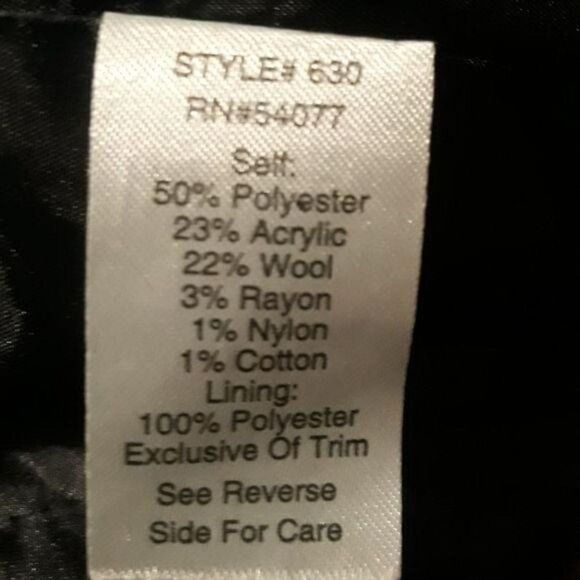 STYLE# 630
RN#54077
Self:
50% Polyester
23% Acrylic
22% Wool
3% Rayon
1% Nylon
1% Cotton
Lining:
100% Polyester
Exclusive Of Trim
See Reverse
Side For Care